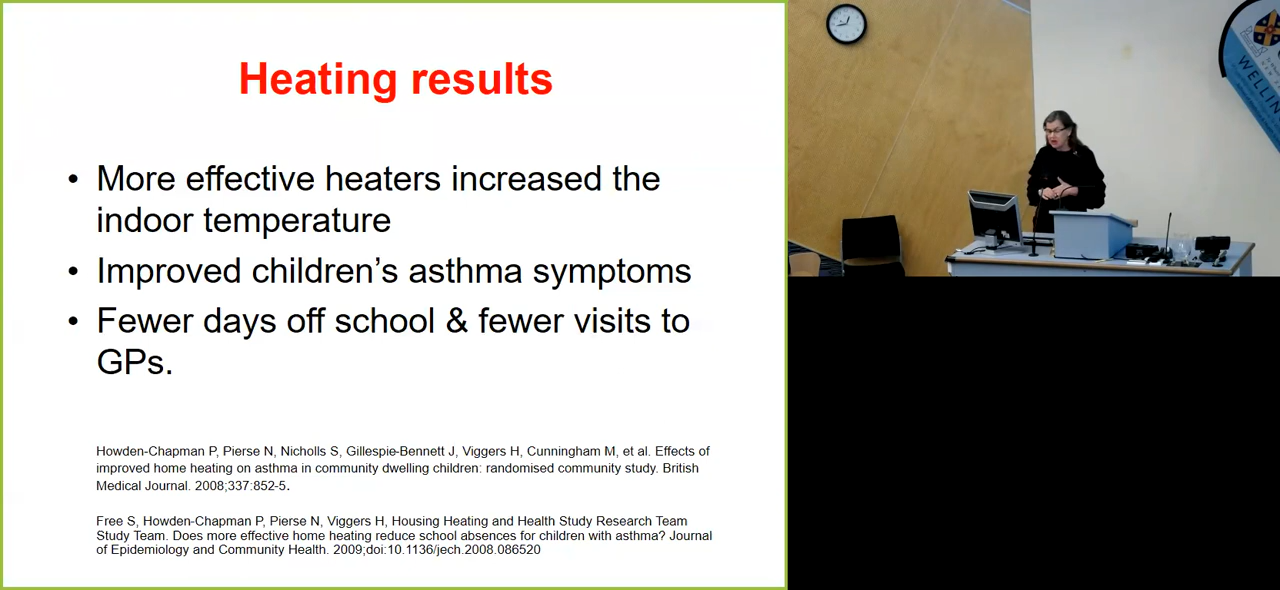 Heating results
• More effective heaters increased the
indoor temperature
• Improved children’s asthma symptoms
• Fewer days off school & fewer visits to
GPs.
Howden-Chapman P, Pierse N, Nicholls S, Gillespie-Bennett J, Viggers H, Cunningham M, et al. Effects of
improved home heating on asthma in community dwelling children: randomised community study. British
Medical Journal. 2008;337:852-5.
Free S, Howden-Chapman P, Pierse N, Viggers H, Housing Heating and Health Study Research Team
Study Team. Does more effective home heating reduce school absences for children with asthma? Journal
of Epidemiology and Community Health. 2009;doi:10.1136/jech.2008.086520
WELLIN